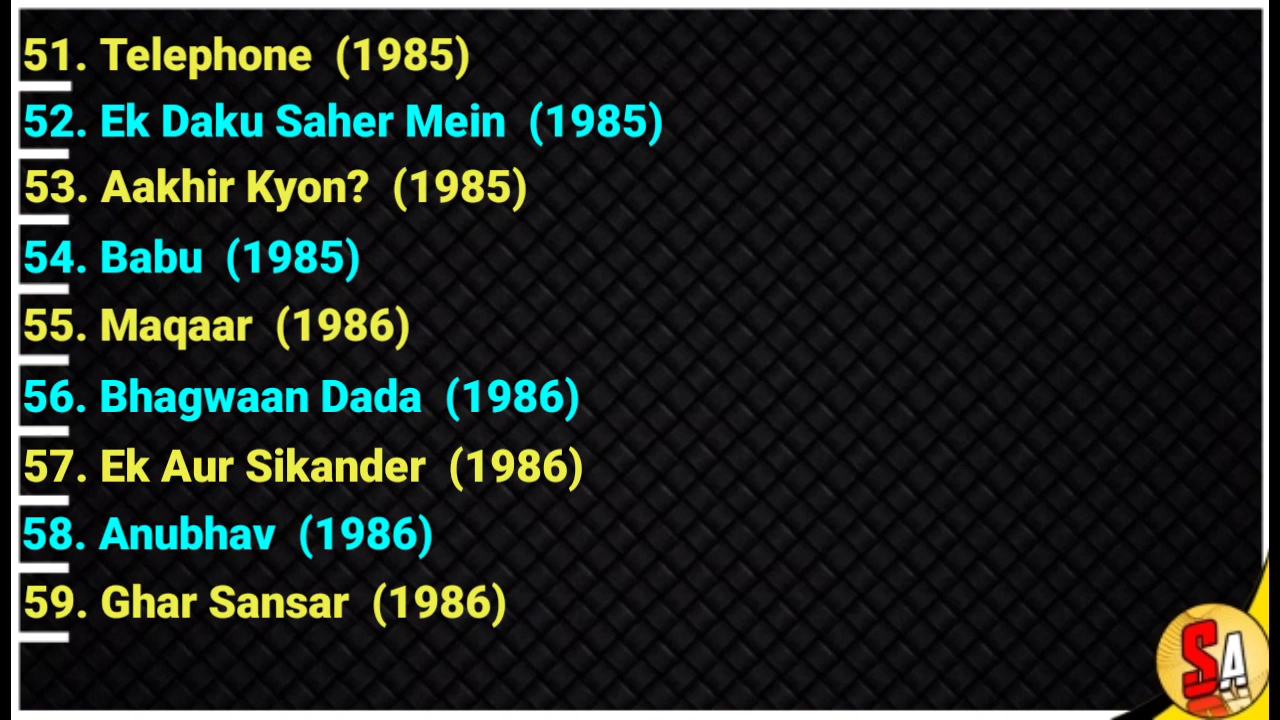 51. Telephone (1985)
52. Ek Daku Saher Mein (1985)
53. Aakhir Kyon? (1985)
54. Babu (1985)
55. Maqaar (1986)
56. Bhagwaan Dada (1986)
57. Ek Aur Sikander (1986)
58. Anubhav (1986)
59. Ghar Sansar (1986)
SA